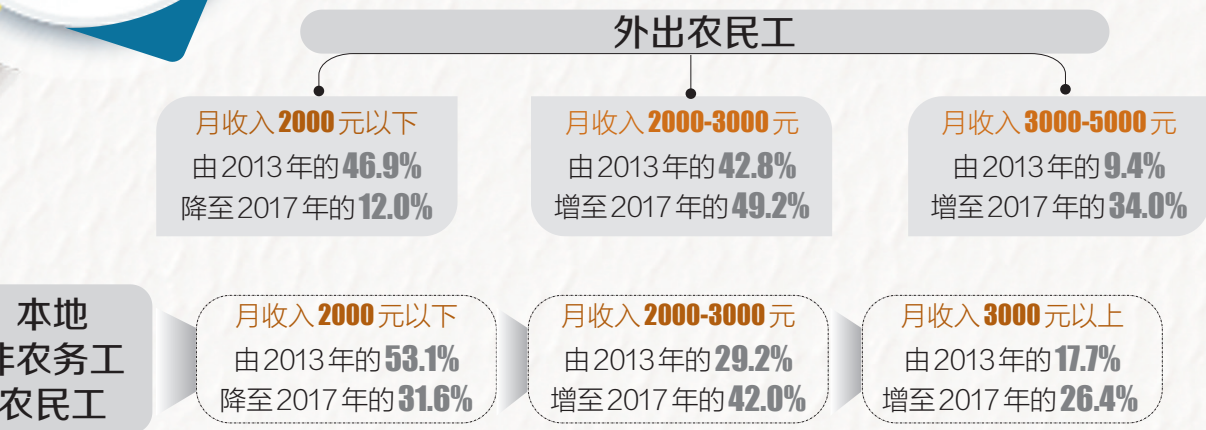 外出农民工
月收入2000元以下
由2013年的46.9%
降至2017年的12.0%
月收入2000-3000元
由2013年的42.8%
增至2017年的49.2%
月收入3000-5000元
由2013年的9.4%
增至2017年的34.0%
本地
非农务工
农民工
月收入2000元以下
由2013年的53.1%
降至2017年的31.6%
月收入2000-3000元
由2013年的29.2%
增至2017年的42.0%
月收入3000元以上
由2013年的17.7%
增至2017年的26.4%